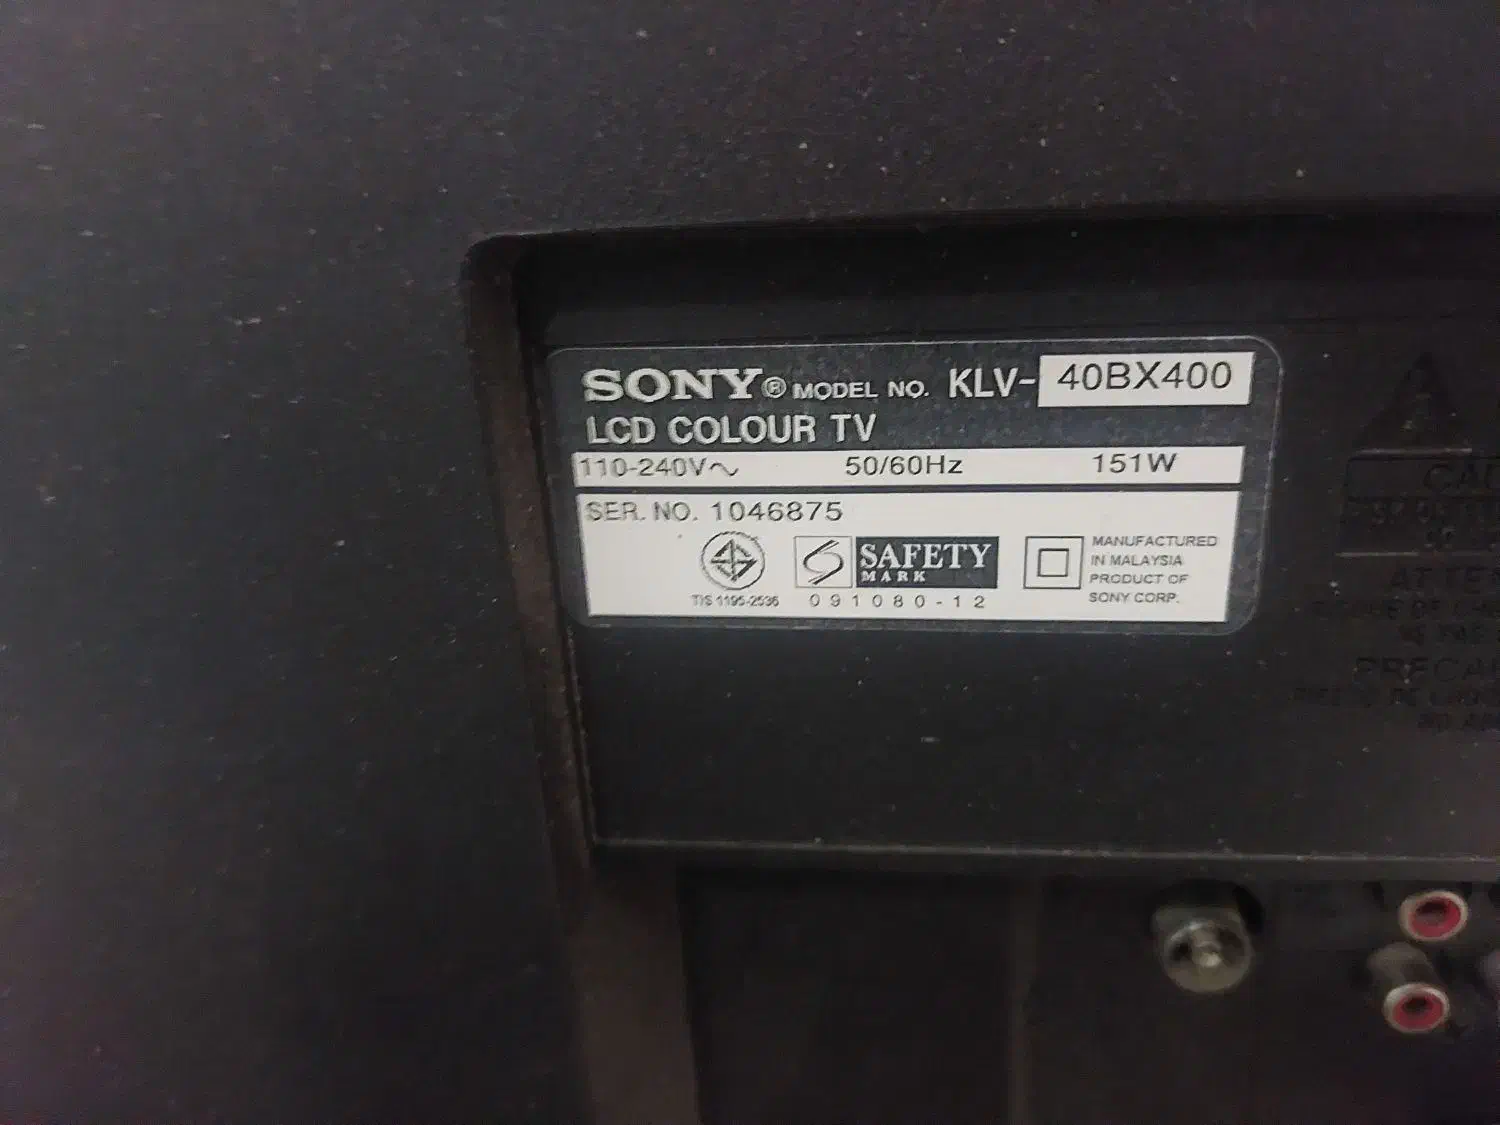 SONY® MODEL NO. KLV-40BX400
LCD COLOUR TV
110-240V~ 50/60Hz 151W
SER. NO. 1046875
SAFETY
MARK
TIS 1195-2536
091080-12
MANUFACTURED
IN MALAYSIA
PRODUCT OF
SONY CORP.